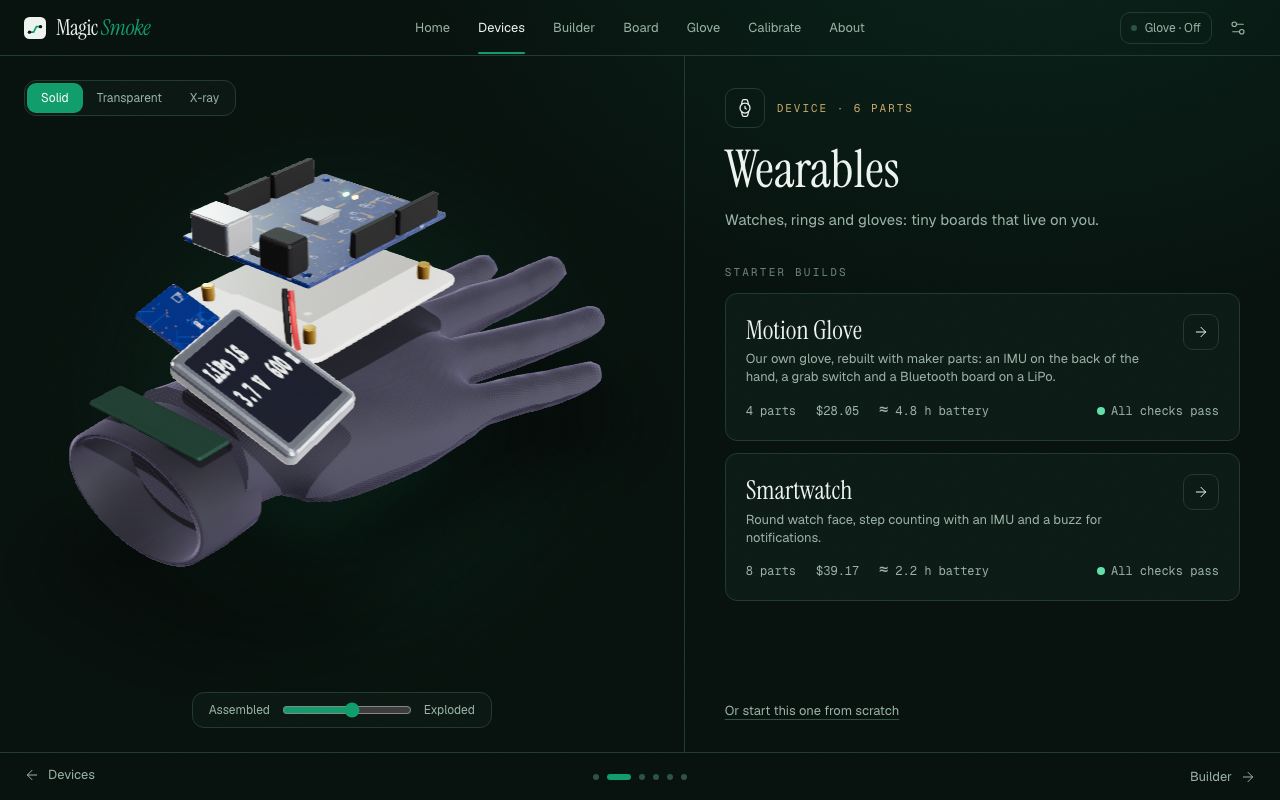 Magic Smoke
Home
Devices
Builder
Board
Glove
Calibrate
About
Glove · Off
Solid
Transparent
X-ray
LiPo 1S
3.7 V 600
Assembled
Exploded
DEVICE · 6 PARTS
Wearables
Watches, rings and gloves: tiny boards that live on you.
STARTER BUILDS
Motion Glove
Our own glove, rebuilt with maker parts: an IMU on the back of the
hand, a grab switch and a Bluetooth board on a LiPo.
4 parts $28.05 ≈ 4.8 h battery
All checks pass
Smartwatch
Round watch face, step counting with an IMU and a buzz for
notifications.
8 parts $39.17 ≈ 2.2 h battery
All checks pass
Or start this one from scratch
Devices
Builder